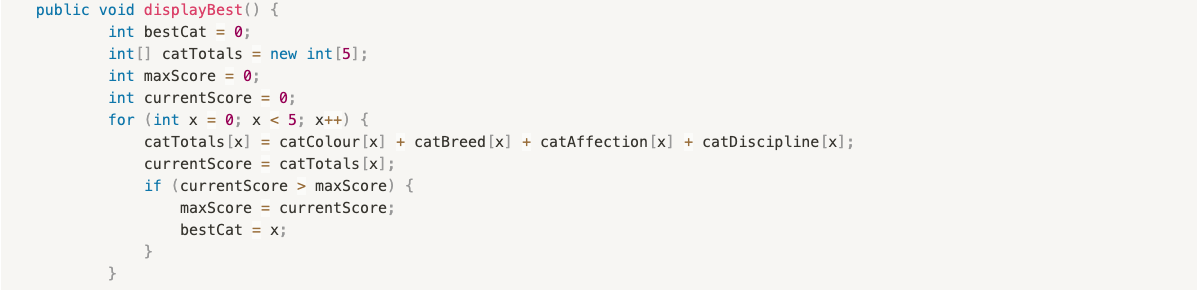 public void displayBest() {
int bestCat = 0;
int[] catTotals = new int[5];
int maxScore = 0;
int currentScore = 0;
for (int x = 0; x < 5; x++) {
catTotals[x] = catColour[x] + catBreed[x] + catAffection[x] + catDiscipline[x];
currentScore = catTotals[x];
if (currentScore > maxScore) {
maxScore = currentScore;
bestCat = x;
}
}